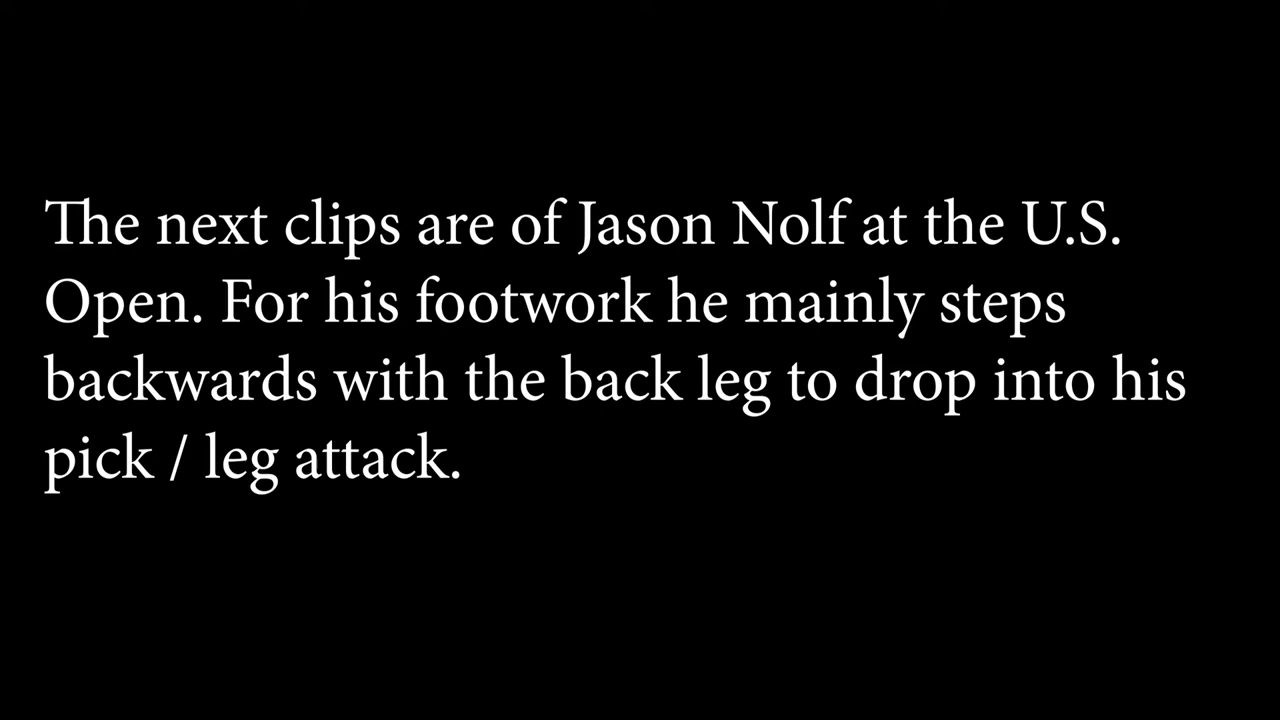 The next clips are of Jason Nolf at the U.S.
Open. For his footwork he mainly steps
backwards with the back leg to drop into his
pick / leg attack.